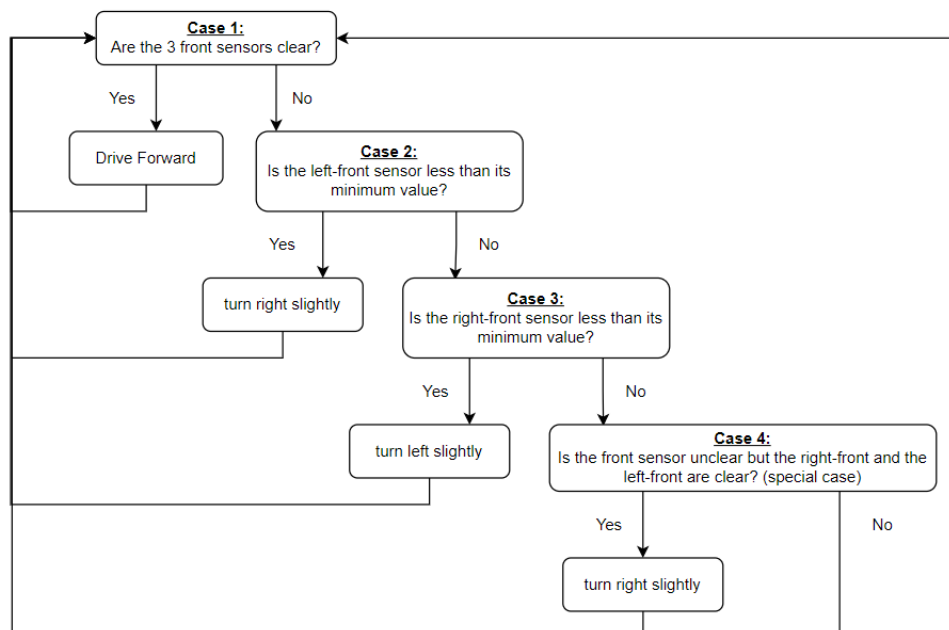 Case 1:
Are the 3 front sensors clear?
Yes
No
Drive Forward
Case 2:
Is the left-front sensor less than its
minimum value?
Yes
No
turn right slightly
Case 3:
Is the right-front sensor less than its
minimum value?
Yes
No
turn left slightly
Case 4:
Is the front sensor unclear but the right-front and the
left-front are clear? (special case)
Yes
No
turn right slightly